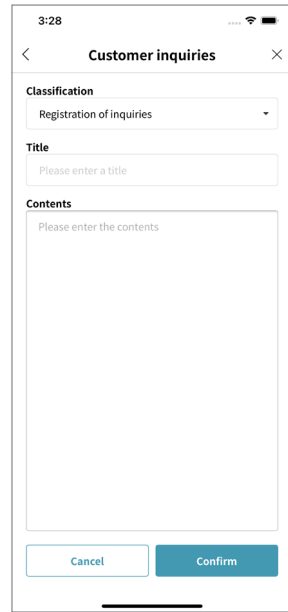 3:28
Customer inquiries
Classification
Registration of inquiries
Title
Please enter a title
Contents
Please enter the contents
Cancel
Confirm